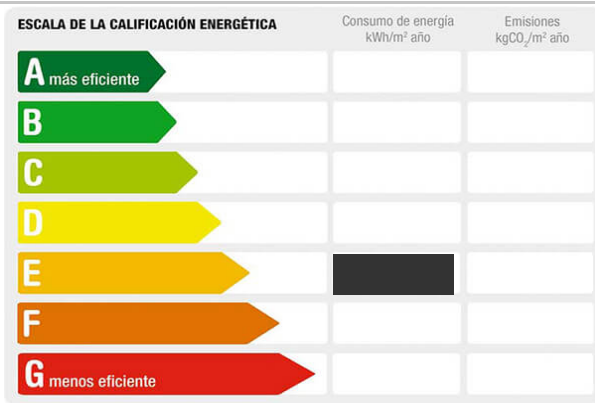 ESCALA DE LA CALIFICACIÓN ENERGÉTICA
Consumo de energía
kWh/m² año
Emisiones
kgCO₂/m² año
A más eficiente
B
C
D
E
F
G menos eficiente